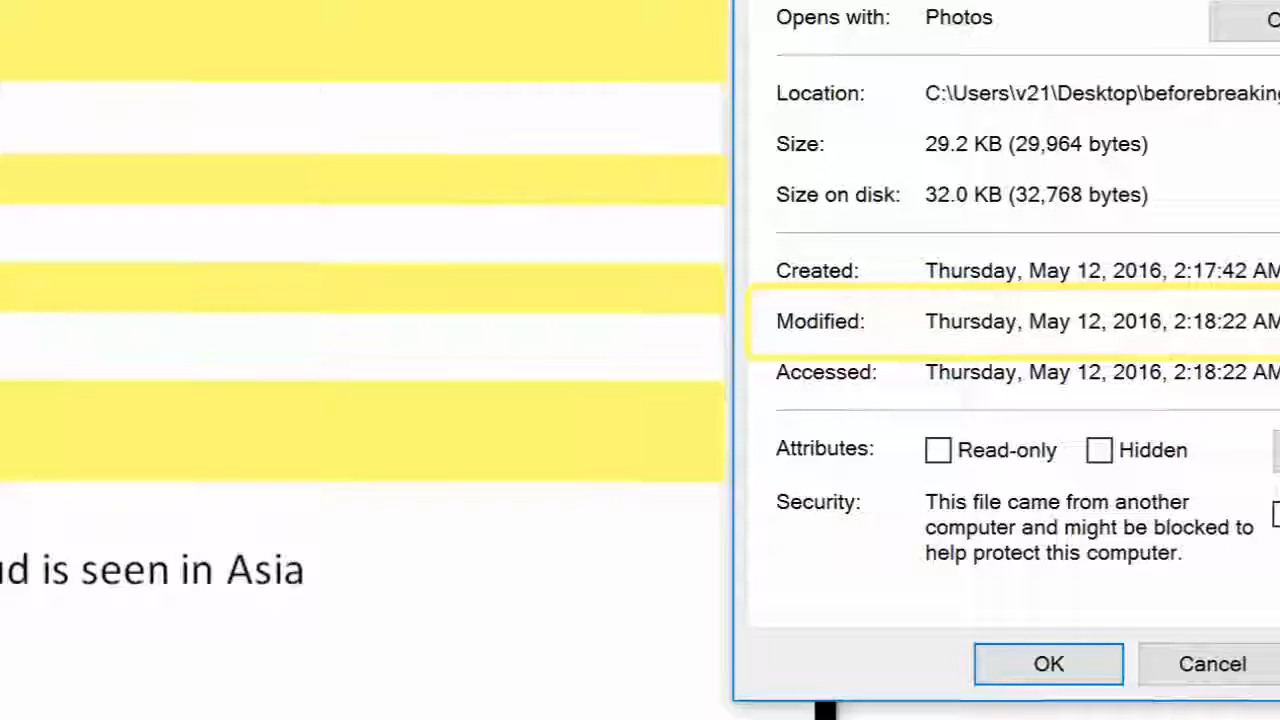 Opens with: Photos
Location: C:\Users\v21\Desktop\beforebreaking
Size: 29.2 KB (29,964 bytes)
Size on disk: 32.0 KB (32,768 bytes)
Created: Thursday, May 12, 2016, 2:17:42 AM
Modified: Thursday, May 12, 2016, 2:18:22 AM
Accessed: Thursday, May 12, 2016, 2:18:22 AM
Attributes: Read-only Hidden
Security: This file came from another
computer and might be blocked to
help protect this computer.
is seen in Asia
OK Cancel